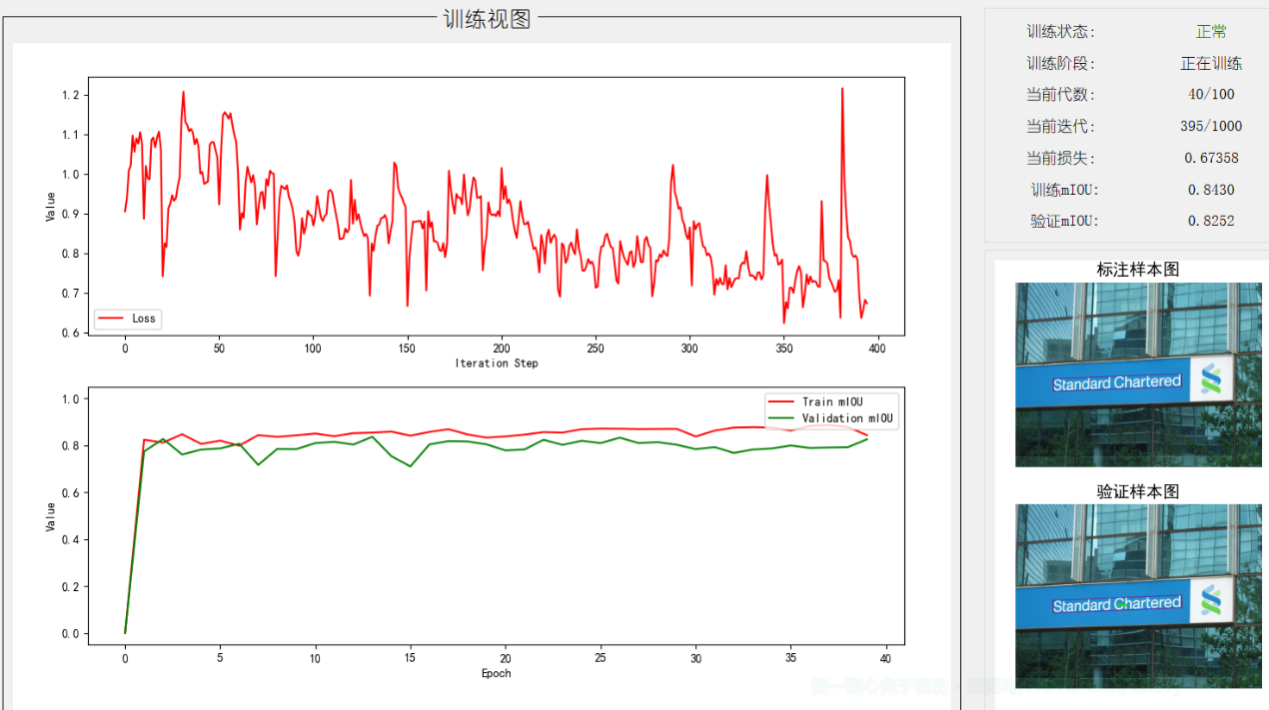 训练视图
1.2
1.1
1.0
0.9
0.8
0.7
0.6
Value
Loss
0 50 100 150 200 250 300 350 400
Iteration Step
1.0
0.8
0.6
0.4
0.2
0.0
Value
Train mIOU
Validation mIOU
0 5 10 15 20 25 30 35 40
Epoch
训练状态: 正常
训练阶段: 正在训练
当前代数: 40/100
当前迭代: 395/1000
当前损失: 0.67358
训练mIOU: 0.8430
验证mIOU: 0.8252
标注样本图
Standard Chartered
验证样本图
Standard Chartered